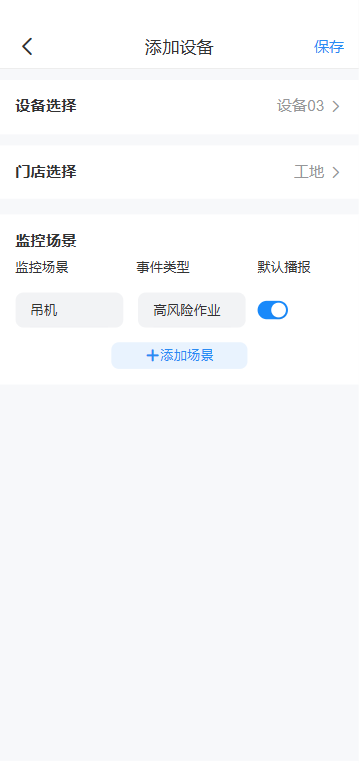 添加设备 保存
设备选择 设备03
门店选择 工地
监控场景
监控场景 事件类型 默认播报
吊机 高风险作业
添加场景